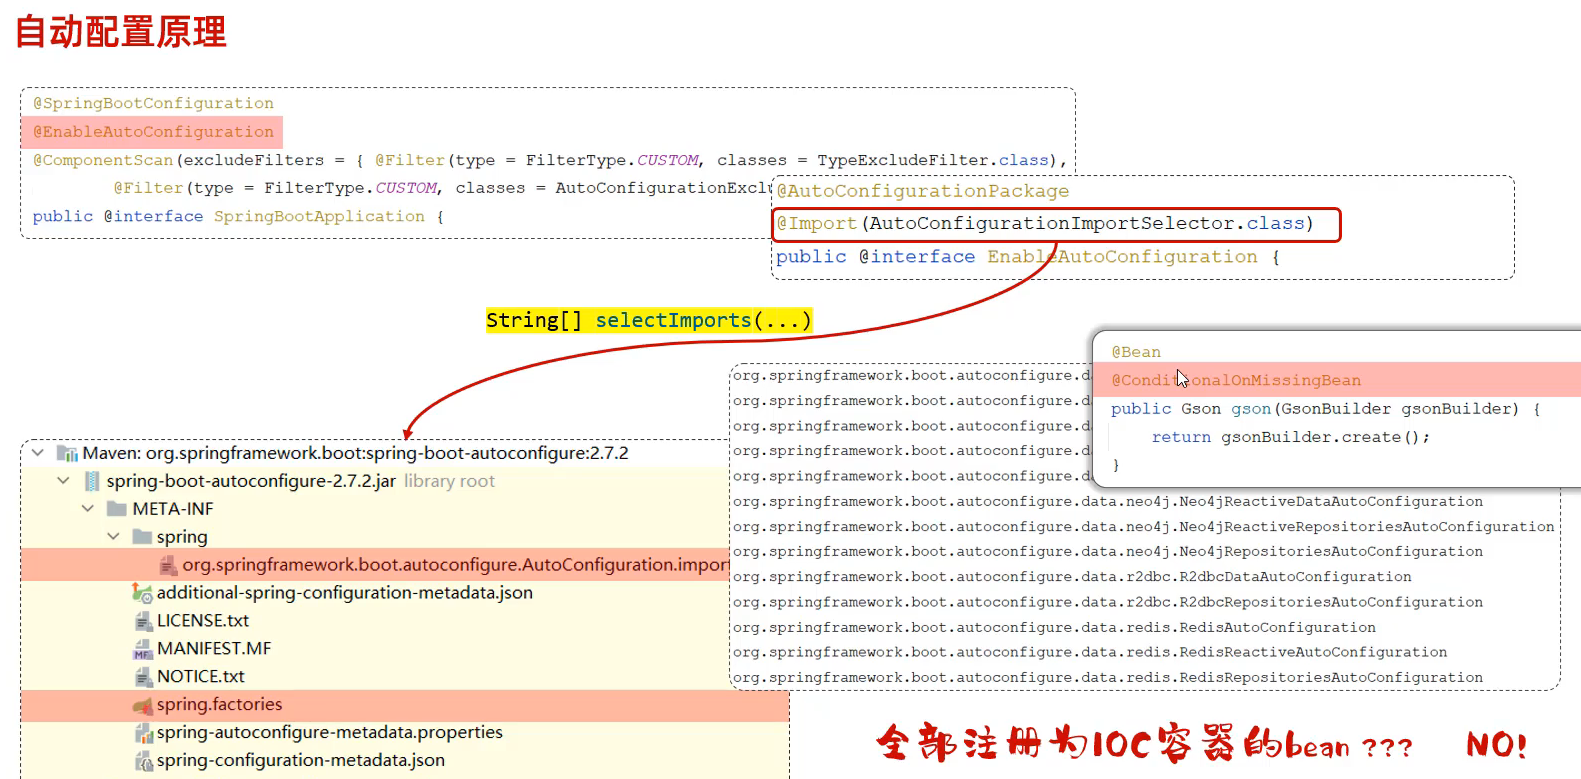 自动配置原理
@SpringBootConfiguration
@EnableAutoConfiguration
@ComponentScan(excludeFilters = { @Filter(type = FilterType.CUSTOM, classes = TypeExcludeFilter.class),
@Filter(type = FilterType.CUSTOM, classes = AutoConfigurationExclu
public @interface SpringBootApplication {
@AutoConfigurationPackage
@Import(AutoConfigurationImportSelector.class)
public @interface EnableAutoConfiguration {
String[] selectImports(...)
@Bean
@ConditionalOnMissingBean
public Gson gson(GsonBuilder gsonBuilder) {
return gsonBuilder.create();
}
Maven: org.springframework.boot:spring-boot-autoconfigure:2.7.2
spring-boot-autoconfigure-2.7.2.jar library root
META-INF
spring
org.springframework.boot.autoconfigure.AutoConfiguration.import
additional-spring-configuration-metadata.json
LICENSE.txt
MANIFEST.MF
NOTICE.txt
spring.factories
spring-autoconfigure-metadata.properties
spring-configuration-metadata.json
org.springframework.boot.autoconfigure.da
org.springframework.boot.autoconfigure.da
org.springframework.boot.autoconfigure.da
org.springframework.boot.autoconfigure.da
org.springframework.boot.autoconfigure.da
org.springframework.boot.autoconfigure.data.neo4j.Neo4jReactiveDataAutoConfiguration
org.springframework.boot.autoconfigure.data.neo4j.Neo4jReactiveRepositoriesAutoConfiguration
org.springframework.boot.autoconfigure.data.neo4j.Neo4jRepositoriesAutoConfiguration
org.springframework.boot.autoconfigure.data.r2dbc.R2dbcDataAutoConfiguration
org.springframework.boot.autoconfigure.data.r2dbc.R2dbcRepositoriesAutoConfiguration
org.springframework.boot.autoconfigure.data.redis.RedisAutoConfiguration
org.springframework.boot.autoconfigure.data.redis.RedisReactiveAutoConfiguration
org.springframework.boot.autoconfigure.data.redis.RedisRepositoriesAutoConfiguration
全部注册为IOC容器的bean ??? NO!